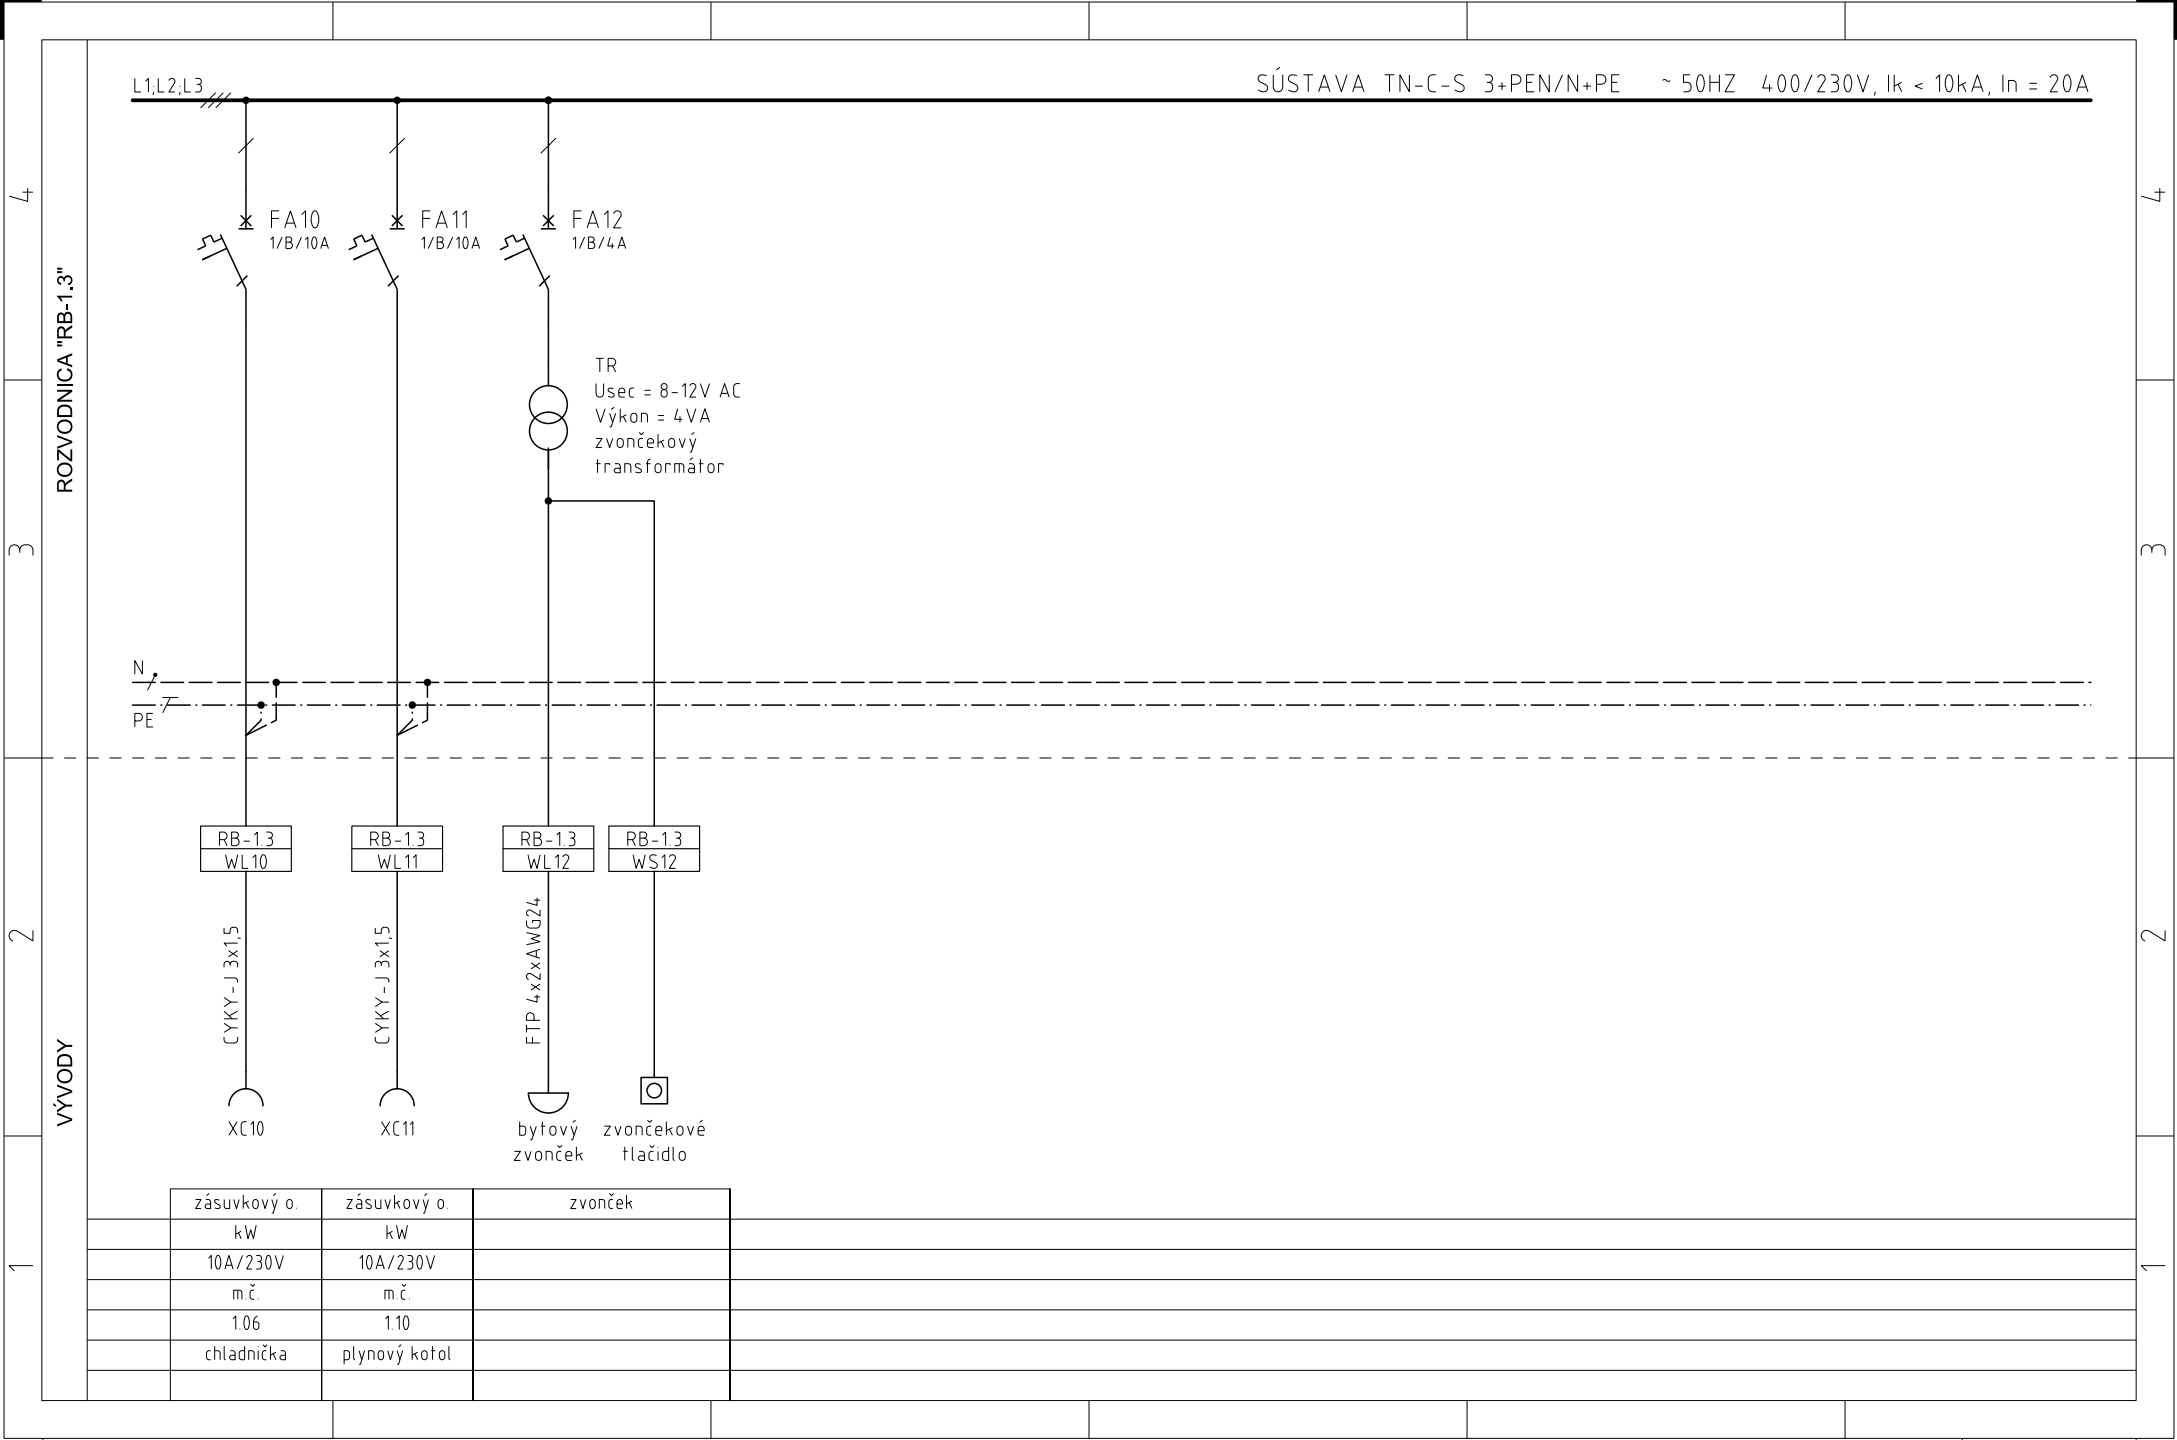 L1;L2;L3
SÚSTAVA TN-C-S 3+PEN/N+PE ~ 50HZ 400/230V, Ik < 10kA, In = 20A
4
4
FA10
1/B/10A
FA11
1/B/10A
FA12
1/B/4A
ROZVODNICA "RB-1.3"
TR
Usec = 8-12V AC
Výkon = 4VA
zvončekový
transformátor
3
3
N
PE
RB-1.3
WL10
RB-1.3
WL11
RB-1.3
WL12
RB-1.3
WS12
2
2
CYKY-J 3x1,5
CYKY-J 3x1,5
FTP 4x2xAWG24
VÝVODY
XC10
XC11
bytový
zvonček
zvončekové
tlačidlo
zásuvkový o.
zásuvkový o.
zvonček
kW
kW
10A/230V
10A/230V
1
1
m.č.
m.č.
1.06
1.10
chladnička
plynový kotol